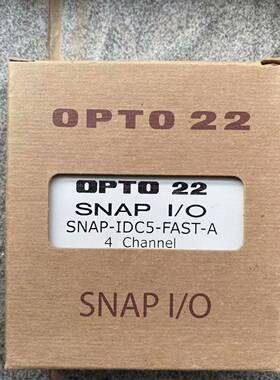 OPTO 22
OPTO 22
SNAP I/O
SNAP-IDC5-FAST-A
4 Channel
SNAP I/O